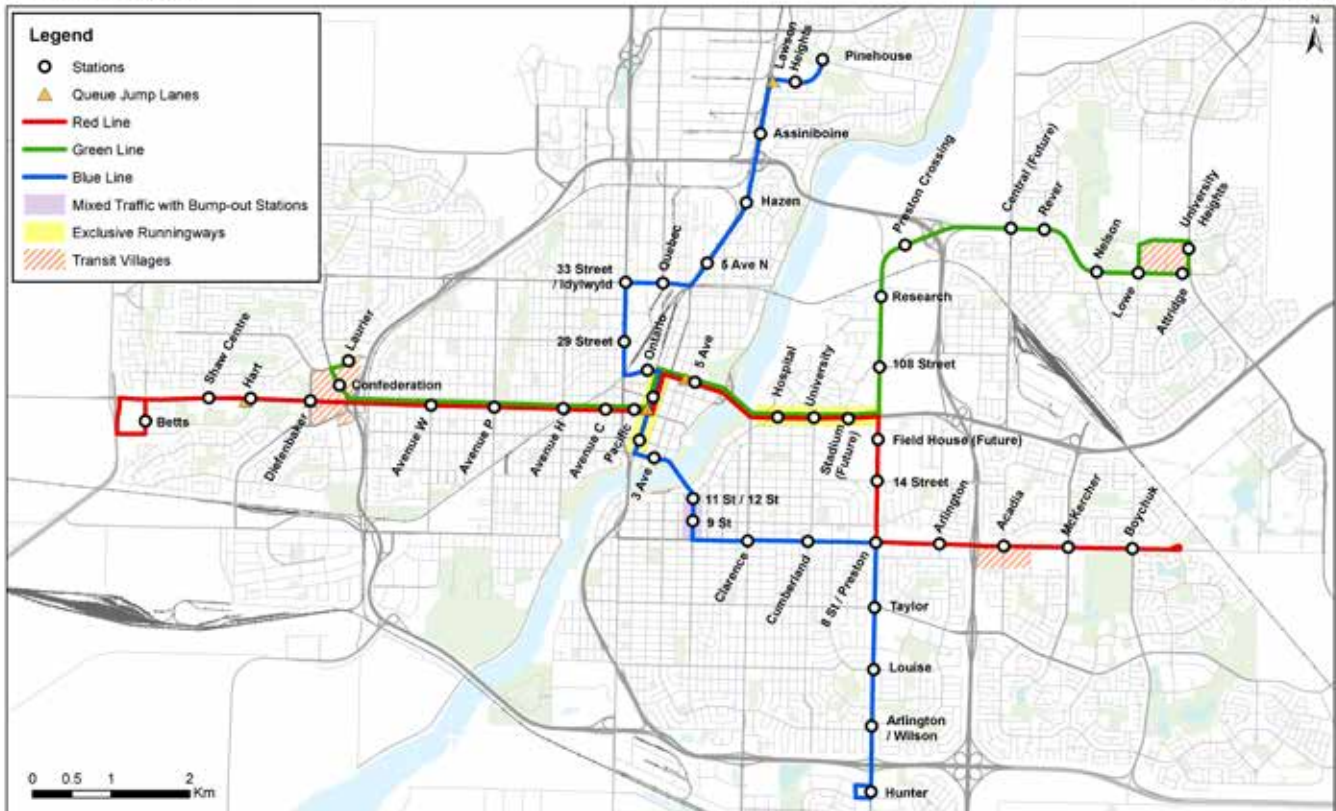 Legend
Stations
Queue Jump Lanes
Red Line
Green Line
Blue Line
Mixed Traffic with Bump-out Stations
Exclusive Runningways
Transit Villages
N
Lawson
Heights
Pinehouse
Assiniboine
Hazen
5 Ave N
Quebec
33 Street
/ Idylwyld
29 Street
Ontario
5 Ave
Preston Crossing
Central (Future)
Rever
Nelson
Lowe
Attridge
University
Heights
Research
108 Street
Hospital
University
Stadium
(Future)
Field House (Future)
14 Street
Shaw Centre
Hart
Laurier
Confederation
Betts
Diefenbaker
Avenue W
Avenue P
Avenue H
Avenue C
Pacific
3 Ave
11 St / 12 St
9 St
Clarence
Cumberland
8 St / Preston
Arlington
Acadia
McKercher
Boychuk
Taylor
Louise
Arlington
/ Wilson
Hunter
0 0.5 1 2
Km